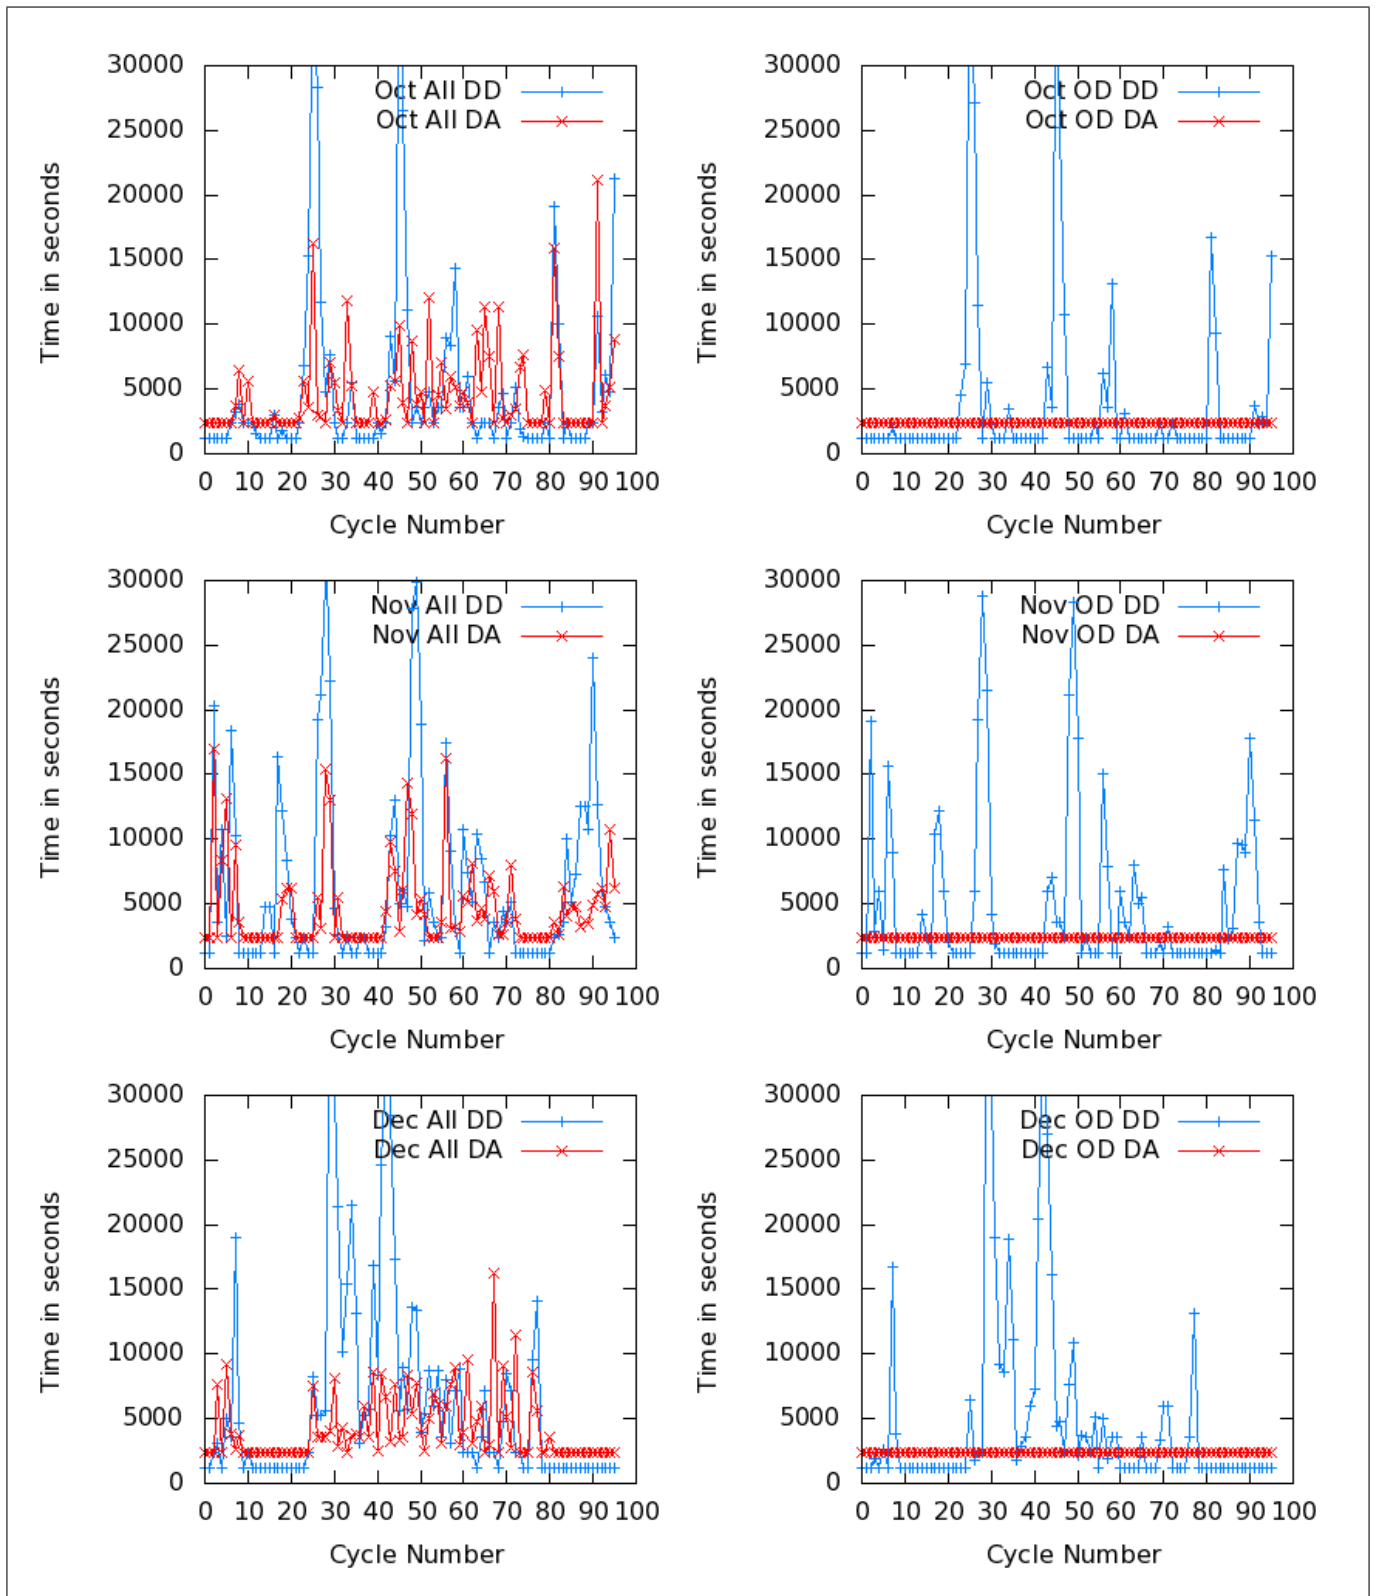 30000
25000
20000
15000
10000
5000
0
Time in seconds
Oct All DD
Oct All DA
0 10 20 30 40 50 60 70 80 90 100
Cycle Number
30000
25000
20000
15000
10000
5000
0
Time in seconds
Oct OD DD
Oct OD DA
0 10 20 30 40 50 60 70 80 90 100
Cycle Number
30000
25000
20000
15000
10000
5000
0
Time in seconds
Nov All DD
Nov All DA
0 10 20 30 40 50 60 70 80 90 100
Cycle Number
30000
25000
20000
15000
10000
5000
0
Time in seconds
Nov OD DD
Nov OD DA
0 10 20 30 40 50 60 70 80 90 100
Cycle Number
30000
25000
20000
15000
10000
5000
0
Time in seconds
Dec All DD
Dec All DA
0 10 20 30 40 50 60 70 80 90 100
Cycle Number
30000
25000
20000
15000
10000
5000
0
Time in seconds
Dec OD DD
Dec OD DA
0 10 20 30 40 50 60 70 80 90 100
Cycle Number